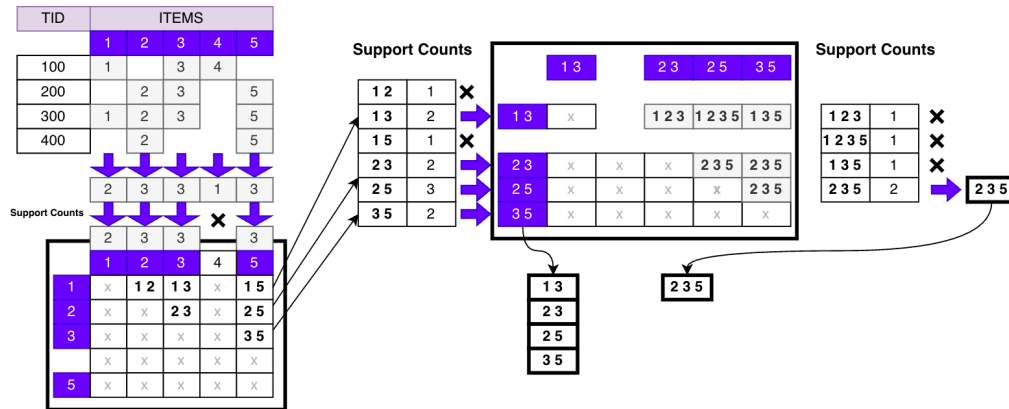 TID ITEMS
1 2 3 4 5
100 1 3 4
200 2 3 5
300 1 2 3 5
400 2 5
2 3 3 1 3
Support Counts
2 3 3 3
1 2 3 4 5
1 x 1 2 1 3 x 1 5
2 x x 2 3 x 2 5
3 x x x x 3 5
x x x x x
5 x x x x x
Support Counts
1 2 1
1 3 2
1 5 1
2 3 2
2 5 3
3 5 2
1 3 2 3 2 5 3 5
1 3 x 1 2 3 1 2 3 5 1 3 5
2 3 x x x 2 3 5 2 3 5
2 5 x x x x 2 3 5
3 5 x x x x x
1 3
2 3
2 5
3 5
Support Counts
1 2 3 1
1 2 3 5 1
1 3 5 1
2 3 5 2
2 3 5
2 3 5